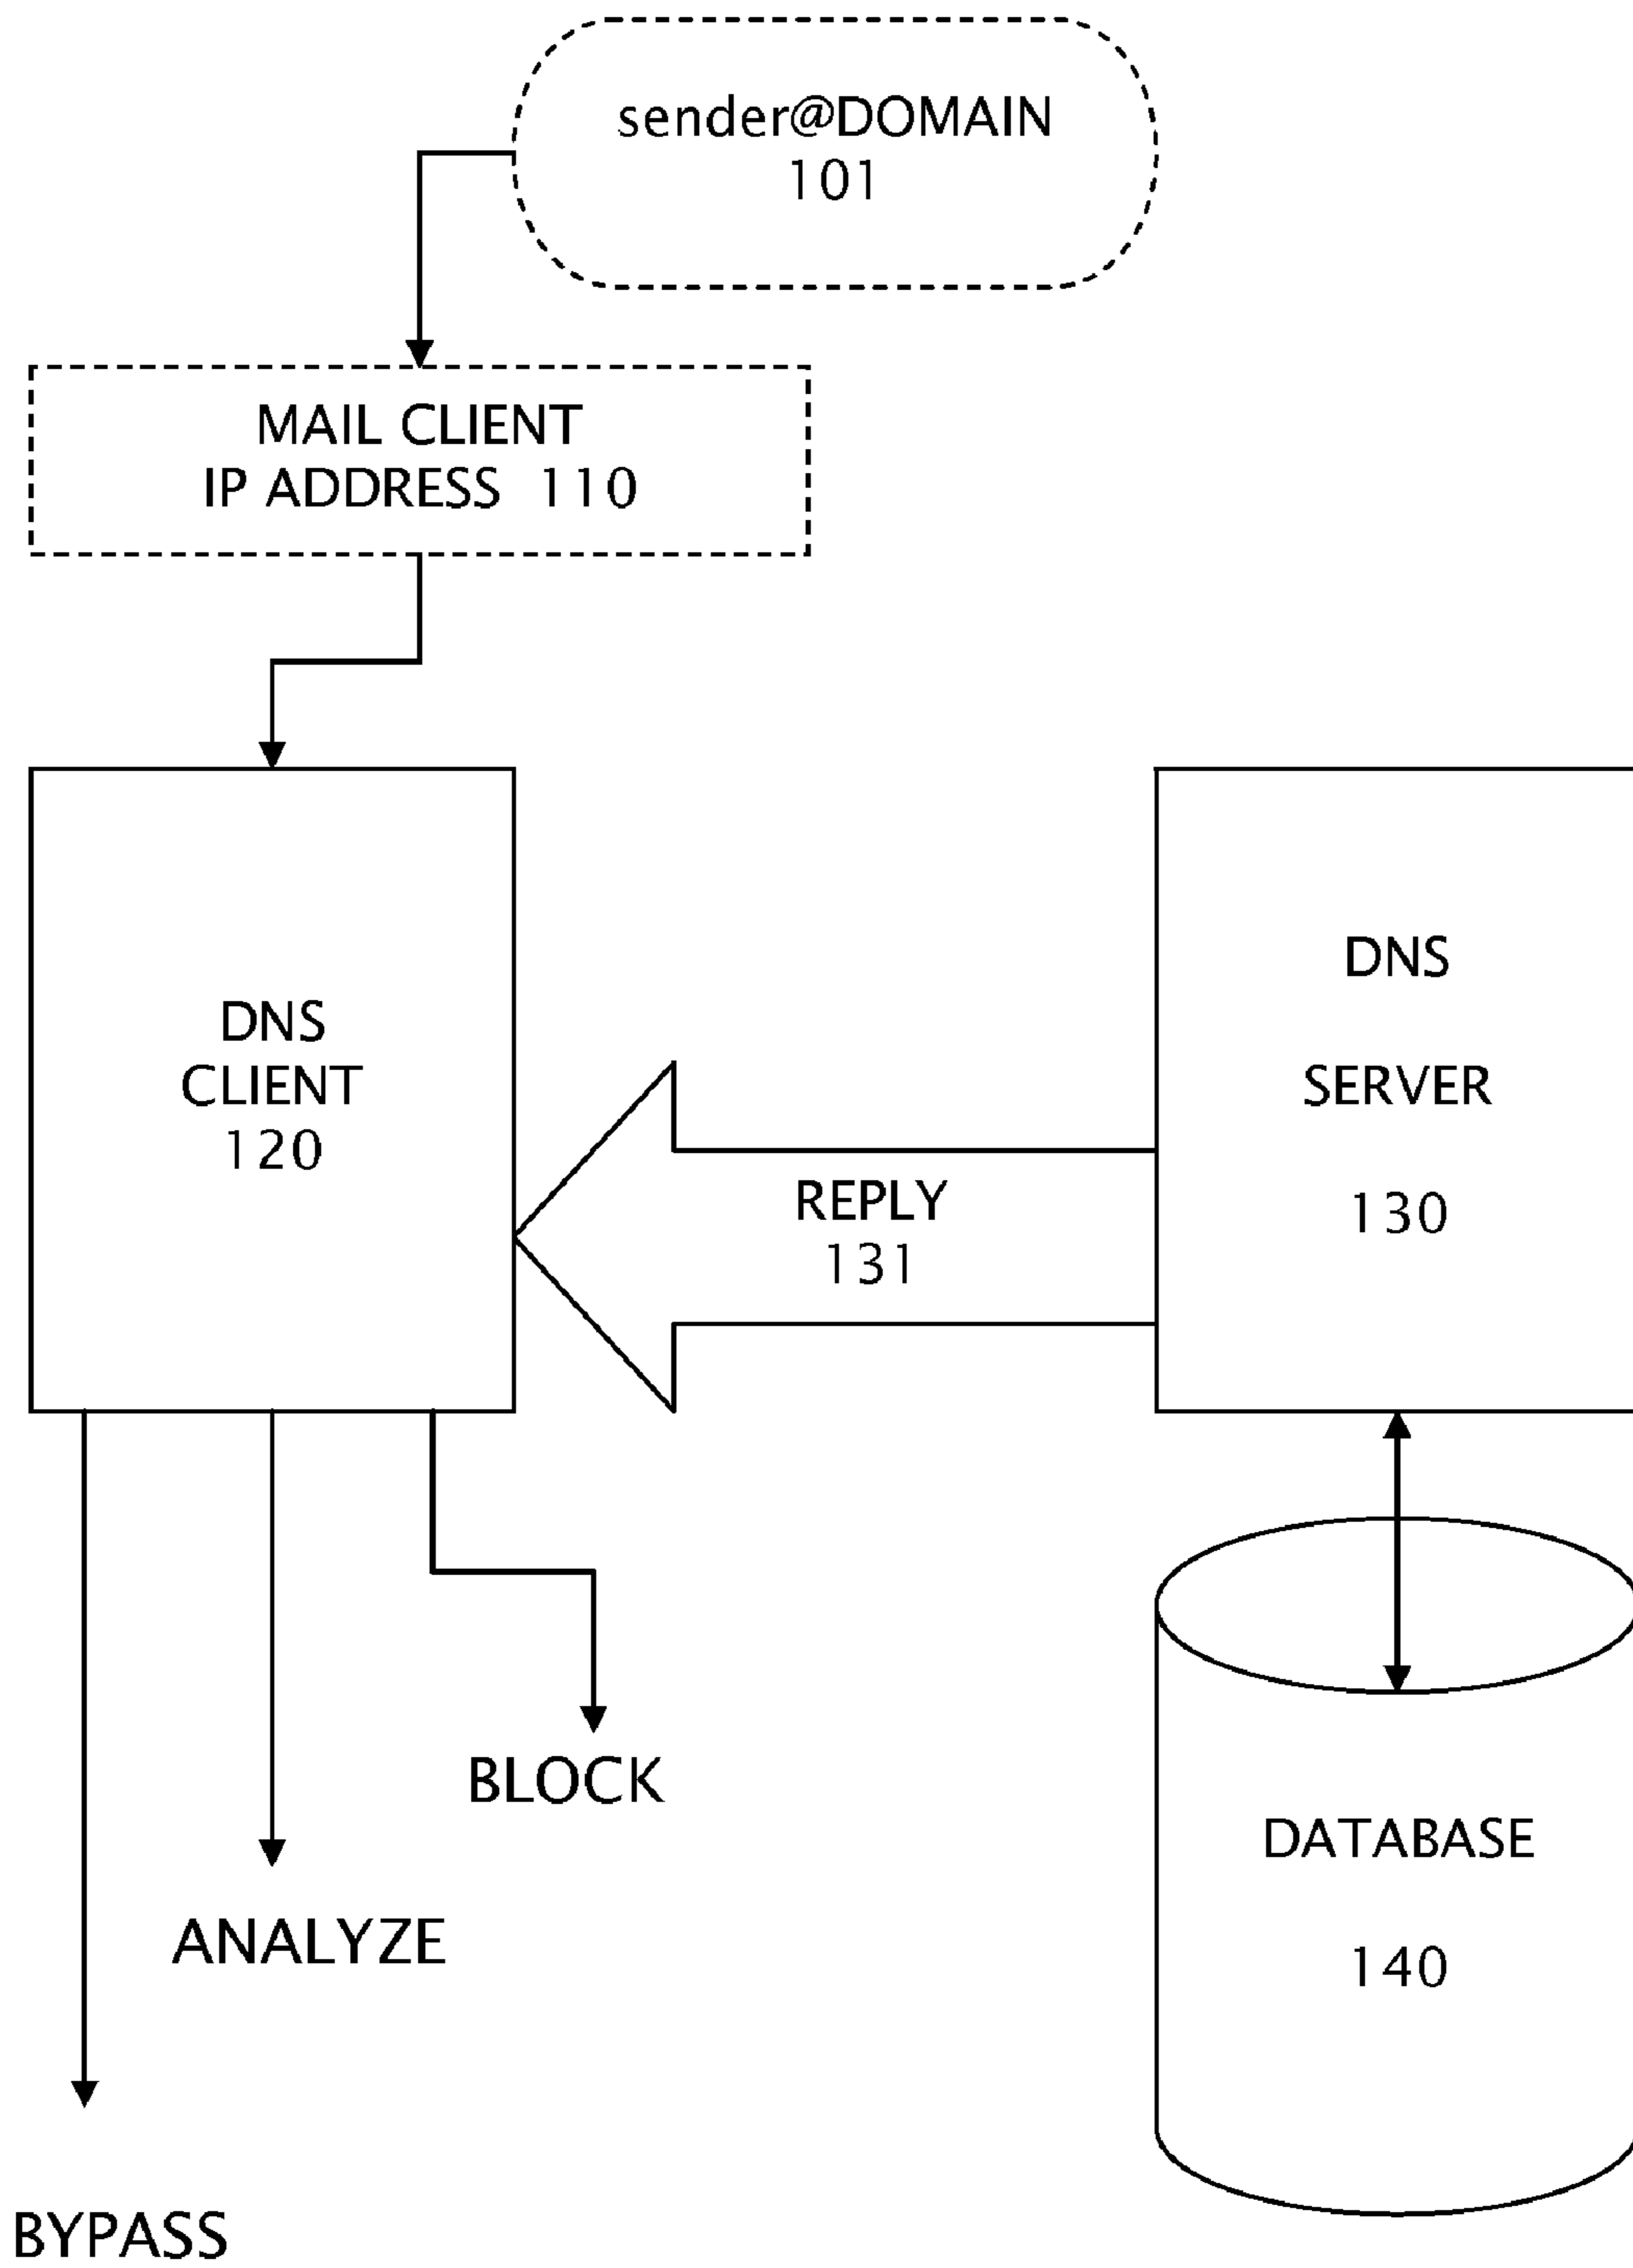 sender@DOMAIN
101
MAIL CLIENT
IP ADDRESS 110
DNS
CLIENT
120
DNS
SERVER
130
REPLY
131
BLOCK
ANALYZE
BYPASS
DATABASE
140